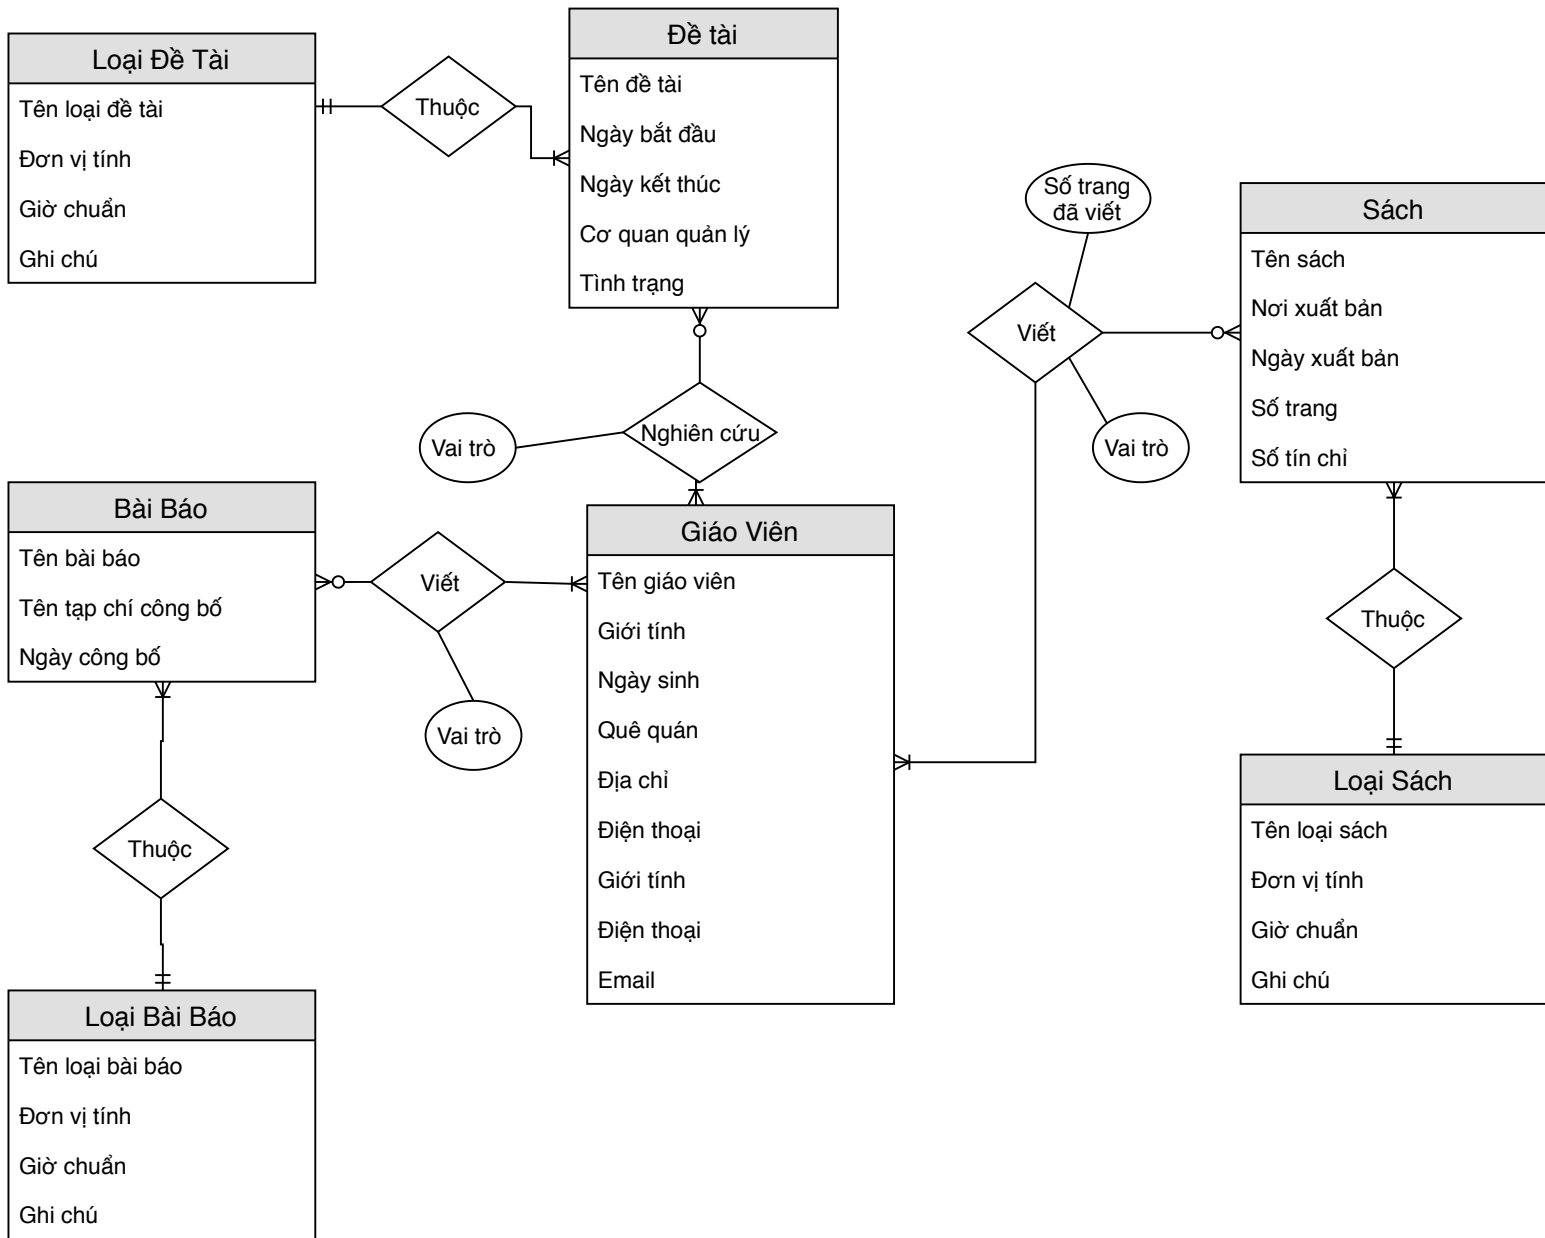 Loại Đề Tài
Tên loại đề tài
Đơn vị tính
Giờ chuẩn
Ghi chú
Thuộc
Đề tài
Tên đề tài
Ngày bắt đầu
Ngày kết thúc
Cơ quan quản lý
Tình trạng
Số trang
đã viết
Viết
Vai trò
Sách
Tên sách
Nơi xuất bản
Ngày xuất bản
Số trang
Số tín chỉ
Vai trò
Nghiên cứu
Bài Báo
Tên bài báo
Tên tạp chí công bố
Ngày công bố
Viết
Vai trò
Giáo Viên
Tên giáo viên
Giới tính
Ngày sinh
Quê quán
Địa chỉ
Điện thoại
Giới tính
Điện thoại
Email
Thuộc
Loại Sách
Tên loại sách
Đơn vị tính
Giờ chuẩn
Ghi chú
Thuộc
Loại Bài Báo
Tên loại bài báo
Đơn vị tính
Giờ chuẩn
Ghi chú